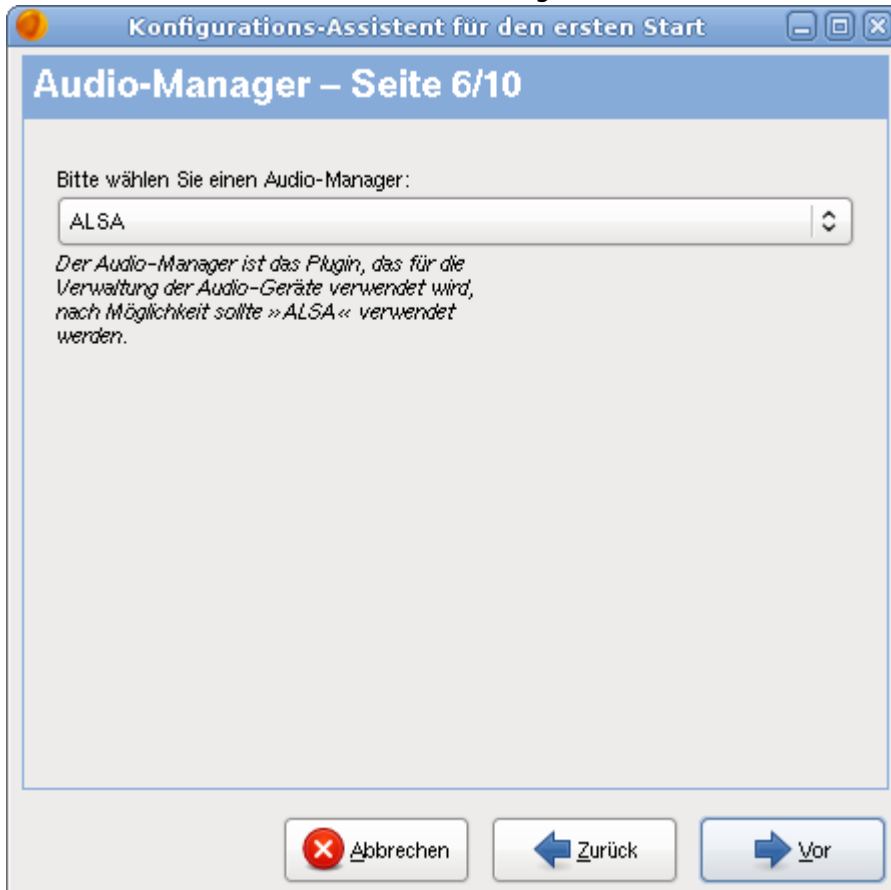 Konfigurations-Assistent für den ersten Start
Audio-Manager – Seite 6/10
Bitte wählen Sie einen Audio-Manager:
ALSA
Der Audio-Manager ist das Plugin, das für die
Verwaltung der Audio-Geräte verwendet wird,
nach Möglichkeit sollte »ALSA« verwendet
werden.
Abbrechen
Zurück
Vor